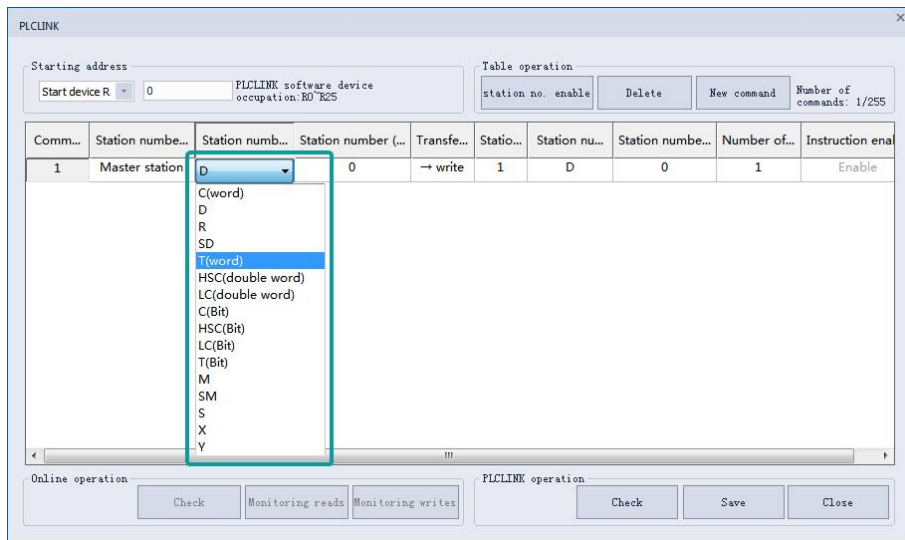 PLCLINK
Starting address
Start device R 0
PLCLINK software device
occupation:R0~R25
Table operation
station no. enable Delete New command
Number of
commands: 1/255
Comm... Station numbe... Station numb... Station number (... Transfe... Statio... Station nu... Station numbe... Number of... Instruction enal
1 Master station D 0 → write 1 D 0 1 Enable
C(word)
D
R
SD
T(word)
HSC(double word)
LC(double word)
C(Bit)
HSC(Bit)
LC(Bit)
T(Bit)
M
SM
S
X
Y
Online operation
Check Monitoring reads Monitoring writes
PLCLINK operation
Check Save Close